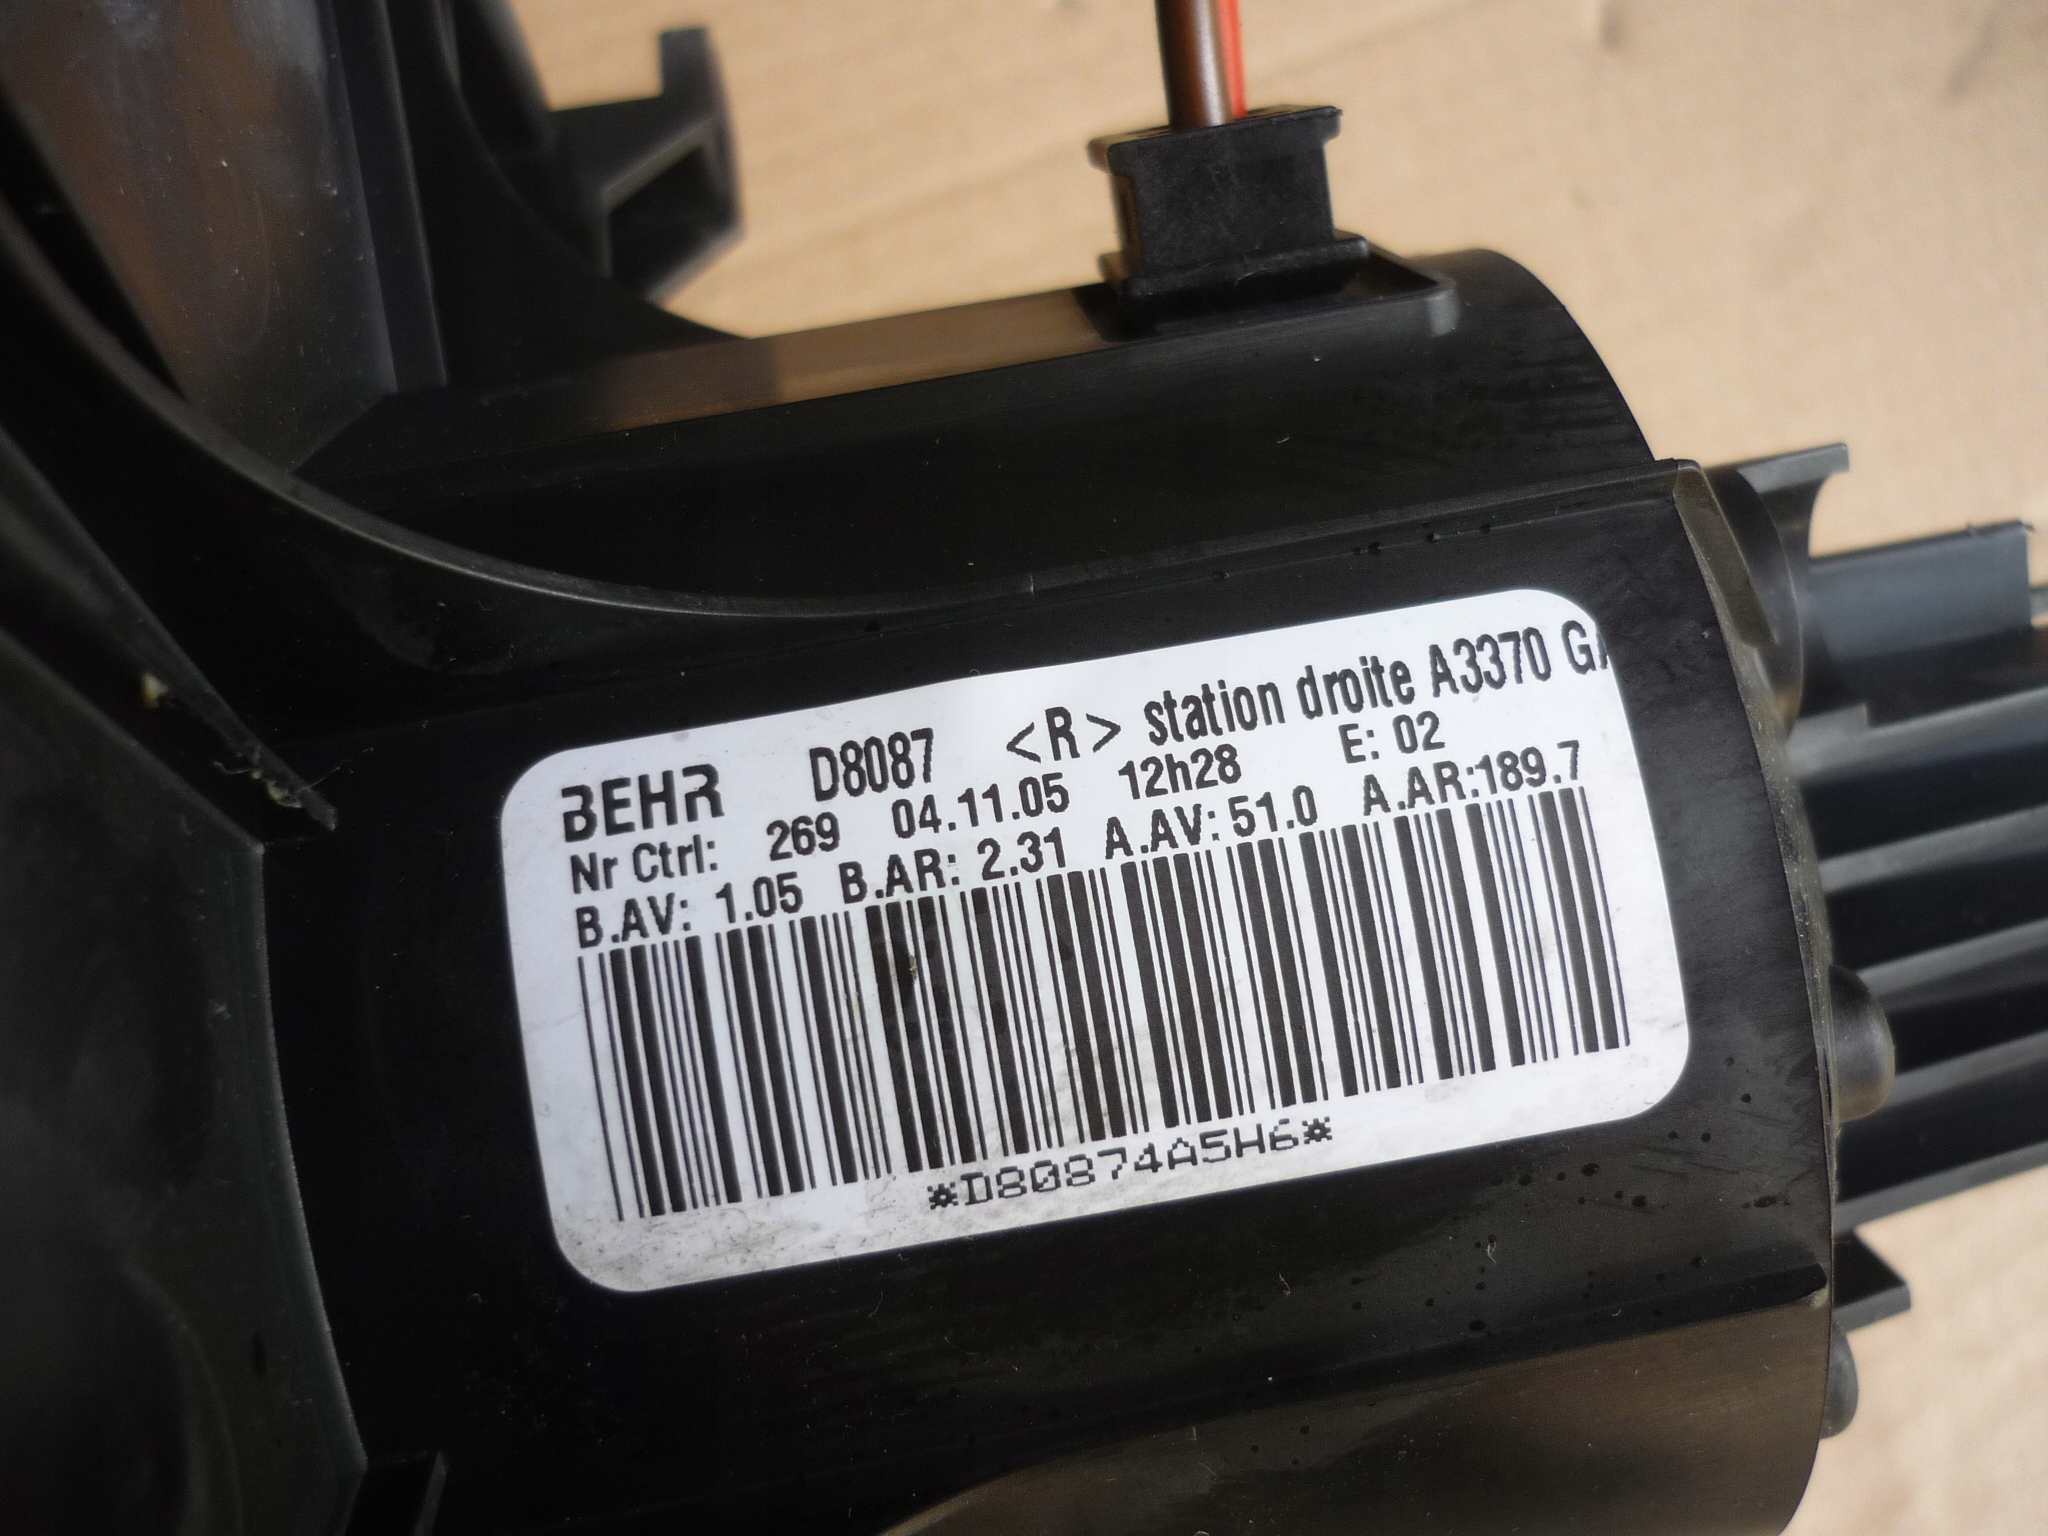 BEHR D8087 <R> station droite A3370
Nr Ctrl: 269 04.11.05 12h28 E: 02
B.AV: 1.05 B.AR: 2.31 A.AV: 51.0 A.AR:189.7
*D80874A5H6*